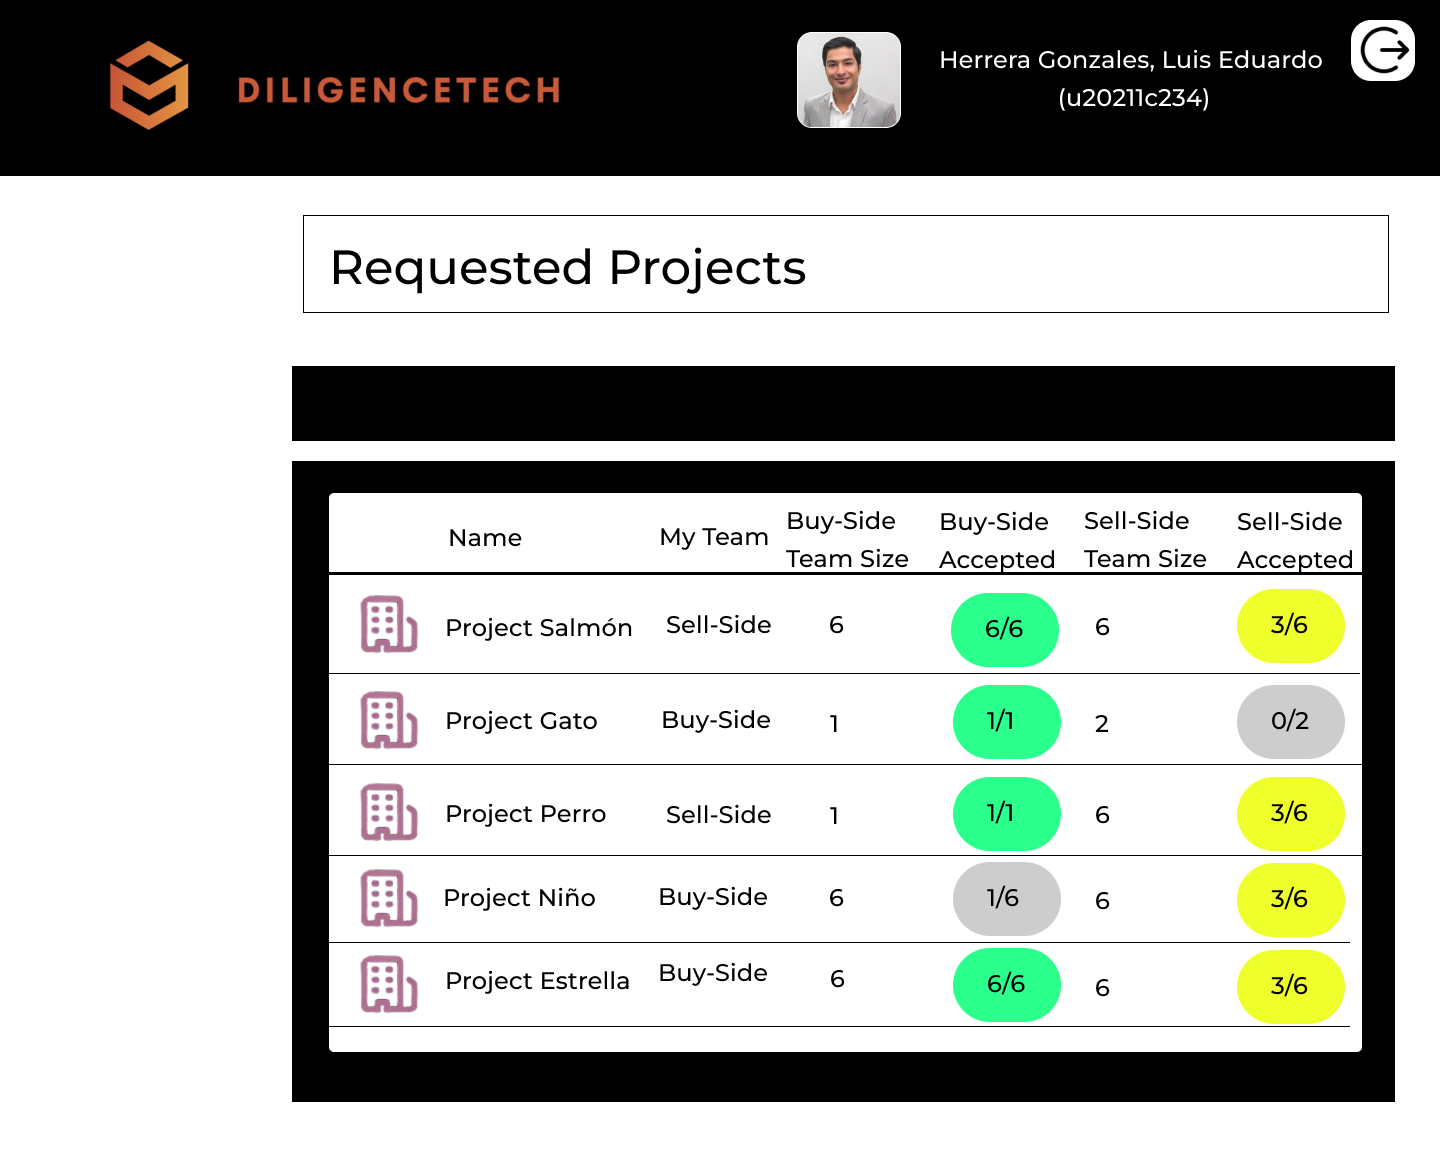 DILIGENCETECH
Herrera Gonzales, Luis Eduardo
(u20211c234)
Requested Projects
Name
My Team
Buy-Side
Team Size
Buy-Side
Accepted
Sell-Side
Team Size
Sell-Side
Accepted
Project Salmón Sell-Side 6 6/6 6 3/6
Project Gato Buy-Side 1 1/1 2 0/2
Project Perro Sell-Side 1 1/1 6 3/6
Project Niño Buy-Side 6 1/6 6 3/6
Project Estrella Buy-Side 6 6/6 6 3/6